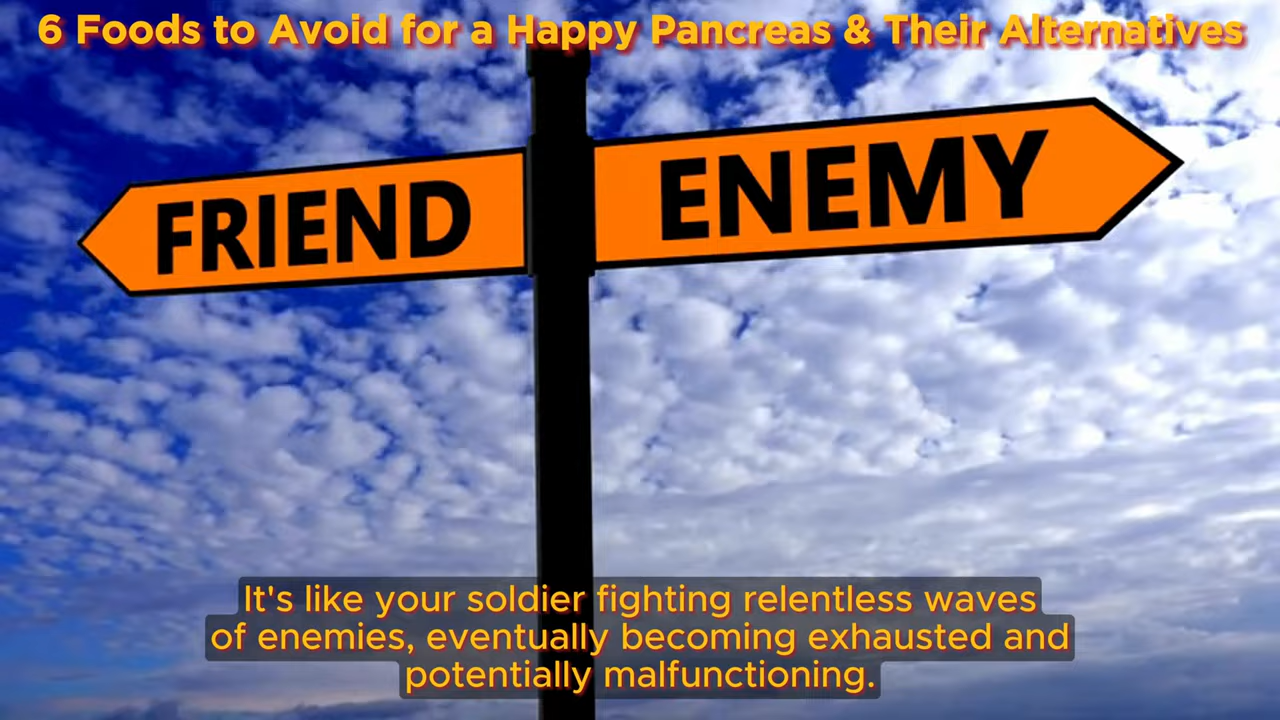 6 Foods to Avoid for a Happy Pancreas & Their Alternatives
FRIEND
ENEMY
It's like your soldier fighting relentless waves
of enemies, eventually becoming exhausted and
potentially malfunctioning.